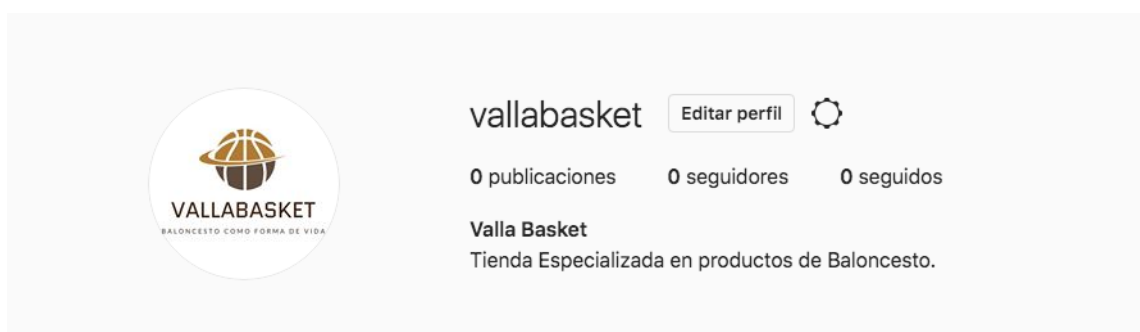 vallabasket Editar perfil
0 publicaciones 0 seguidores 0 seguidos
VALLABASKET
BALONCESTO COMO FORMA DE VIDA
Valla Basket
Tienda Especializada en productos de Baloncesto.